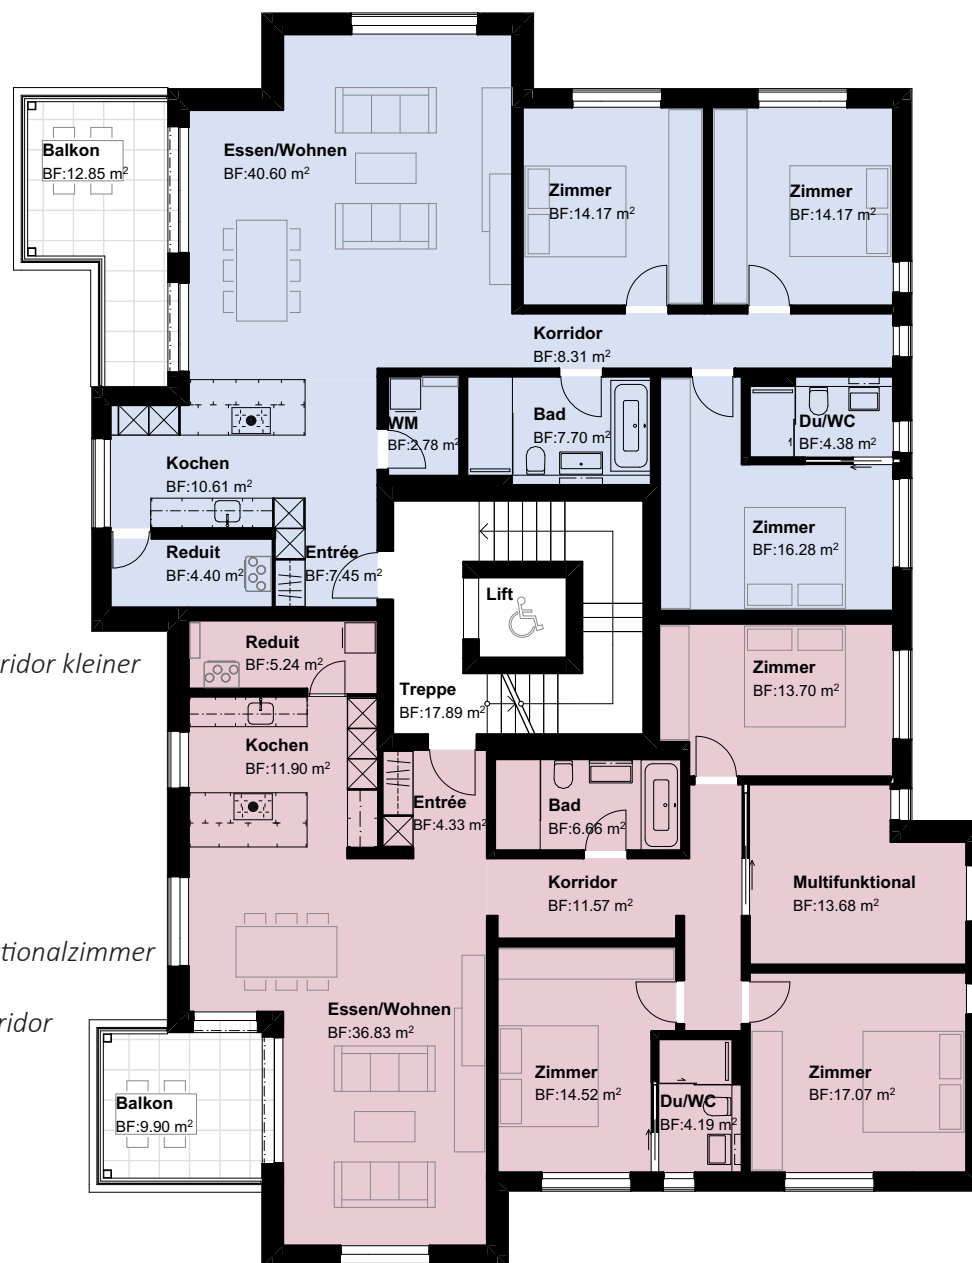 Balkon
BF:12.85 m²
Essen/Wohnen
BF:40.60 m²
Zimmer
BF:14.17 m²
Zimmer
BF:14.17 m²
Korridor
BF:8.31 m²
WM
BF:2.78 m²
Bad
BF:7.70 m²
Du/WC
BF:4.38 m²
Kochen
BF:10.61 m²
Zimmer
BF:16.28 m²
Reduit
BF:4.40 m²
Entrée
BF:7.45 m²
Lift
ridor kleiner
Reduit
BF:5.24 m²
Treppe
BF:17.89 m²
Zimmer
BF:13.70 m²
Kochen
BF:11.90 m²
Entrée
BF:4.33 m²
Bad
BF:6.66 m²
Korridor
BF:11.57 m²
Multifunktional
BF:13.68 m²
tionalzimmer
Essen/Wohnen
BF:36.83 m²
ridor
Balkon
BF:9.90 m²
Zimmer
BF:14.52 m²
Du/WC
BF:4.19 m²
Zimmer
BF:17.07 m²